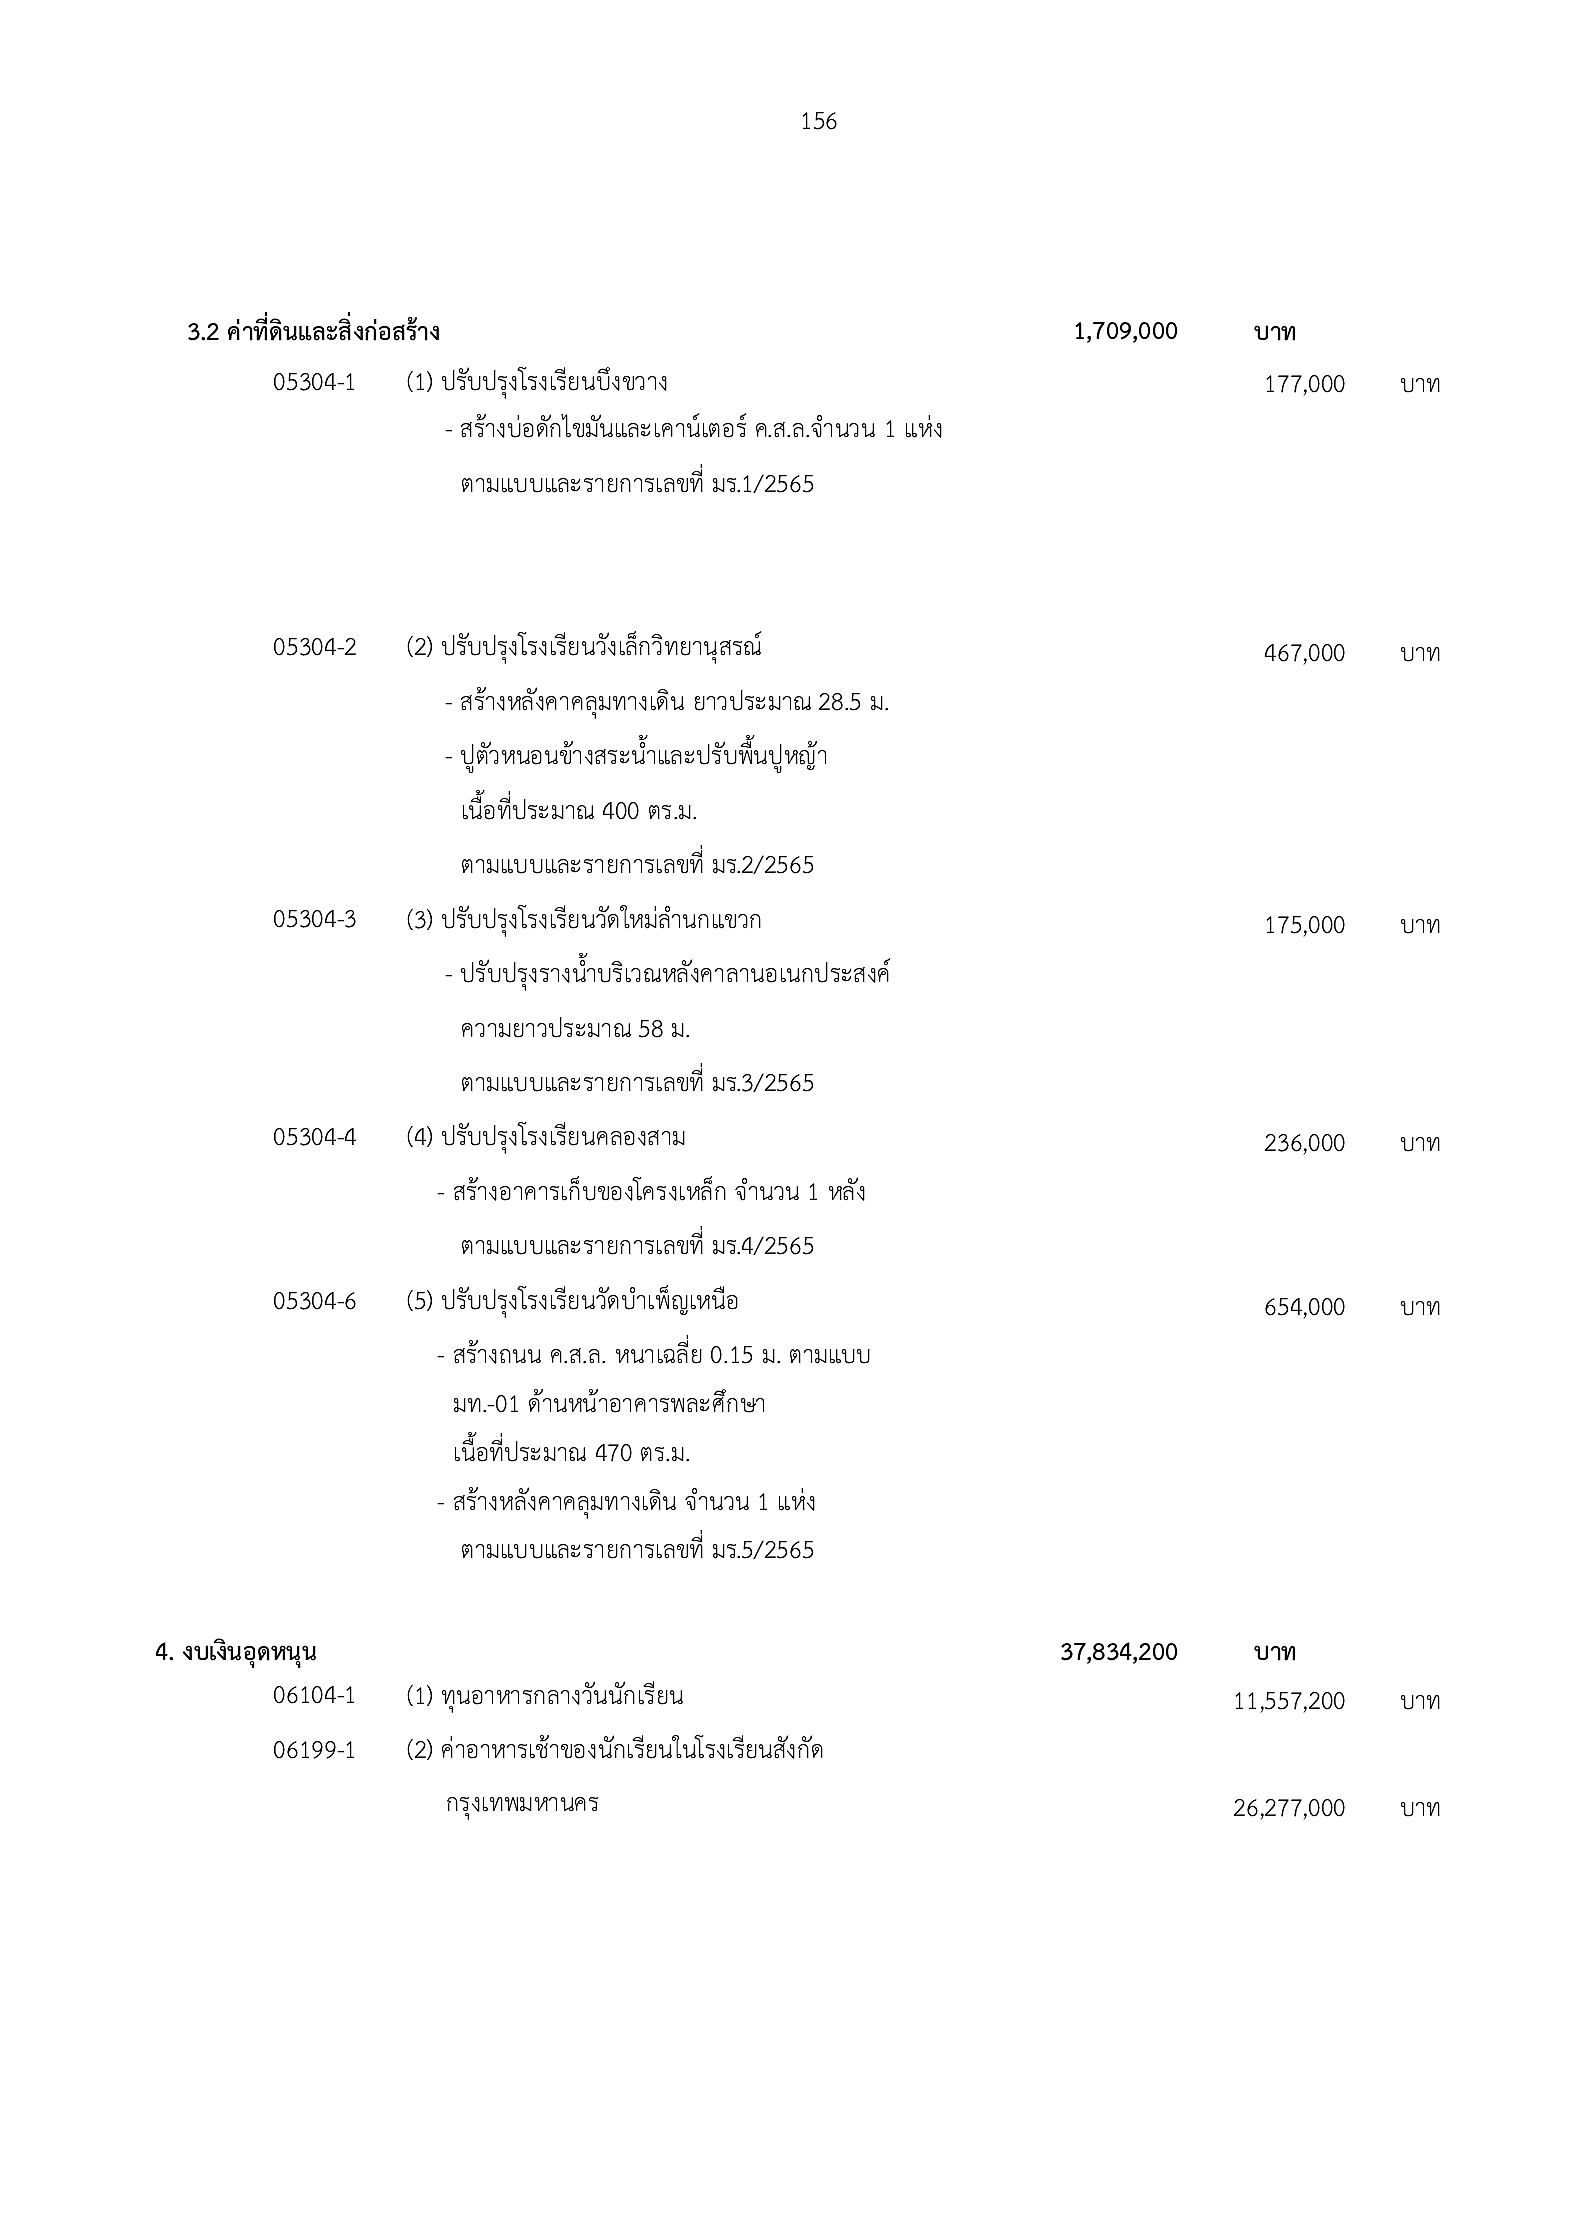 156
3.2 ค่าที่ดินและสิ่งก่อสร้าง 1,709,000 บาท
05304-1 (1) ปรับปรุงโรงเรียนบึงขวาง 177,000 บาท
- สร้างบ่อดักไขมันและเคาน์เตอร์ ค.ส.ล.จำนวน 1 แห่ง
ตามแบบและรายการเลขที่ มร.1/2565
05304-2 (2) ปรับปรุงโรงเรียนวังเล็กวิทยานุสรณ์ 467,000 บาท
- สร้างหลังคาคลุมทางเดิน ยาวประมาณ 28.5 ม.
- ปูตัวหนอนข้างสระน้ำและปรับพื้นปูหญ้า
เนื้อที่ประมาณ 400 ตร.ม.
ตามแบบและรายการเลขที่ มร.2/2565
05304-3 (3) ปรับปรุงโรงเรียนวัดใหม่ลำนกแขวก 175,000 บาท
- ปรับปรุงรางน้ำบริเวณหลังคาลานอเนกประสงค์
ความยาวประมาณ 58 ม.
ตามแบบและรายการเลขที่ มร.3/2565
05304-4 (4) ปรับปรุงโรงเรียนคลองสาม 236,000 บาท
- สร้างอาคารเก็บของโครงเหล็ก จำนวน 1 หลัง
ตามแบบและรายการเลขที่ มร.4/2565
05304-6 (5) ปรับปรุงโรงเรียนวัดบำเพ็ญเหนือ 654,000 บาท
- สร้างถนน ค.ส.ล. หนาเฉลี่ย 0.15 ม. ตามแบบ
มท.-01 ด้านหน้าอาคารพละศึกษา
เนื้อที่ประมาณ 470 ตร.ม.
- สร้างหลังคาคลุมทางเดิน จำนวน 1 แห่ง
ตามแบบและรายการเลขที่ มร.5/2565
4. งบเงินอุดหนุน 37,834,200 บาท
06104-1 (1) ทุนอาหารกลางวันนักเรียน 11,557,200 บาท
06199-1 (2) ค่าอาหารเช้าของนักเรียนในโรงเรียนสังกัด
กรุงเทพมหานคร 26,277,000 บาท